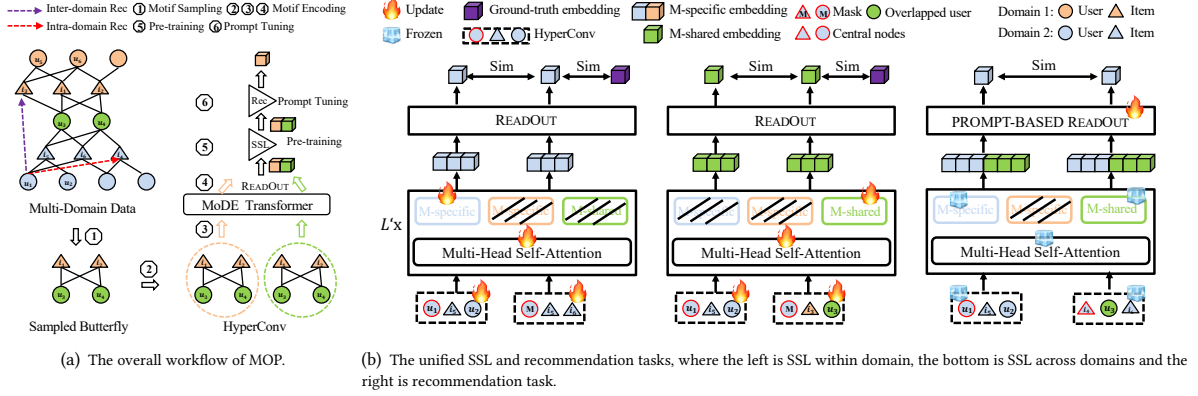 Inter-domain Rec ① Motif Sampling ② ③ ④ Motif Encoding
Intra-domain Rec ⑤ Pre-training ⑥ Prompt Tuning
Update Ground-truth embedding M-specific embedding M M Mask Overlapped user Domain 1: User Item
Frozen HyperConv M-shared embedding Central nodes Domain 2: User Item
Multi-Domain Data
①
Sampled Butterfly
②
⑥ Rec Prompt Tuning
⑤ SSL Pre-training
④ READOUT
MoDE Transformer
③
HyperConv
(a) The overall workflow of MOP.
Sim Sim
READOUT
M-specific M-shared
L'x
Multi-Head Self-Attention
Sim Sim
READOUT
M-shared
Multi-Head Self-Attention
Sim
PROMPT-BASED READOUT
M-specific M-shared
Multi-Head Self-Attention
(b) The unified SSL and recommendation tasks, where the left is SSL within domain, the bottom is SSL across domains and the
right is recommendation task.